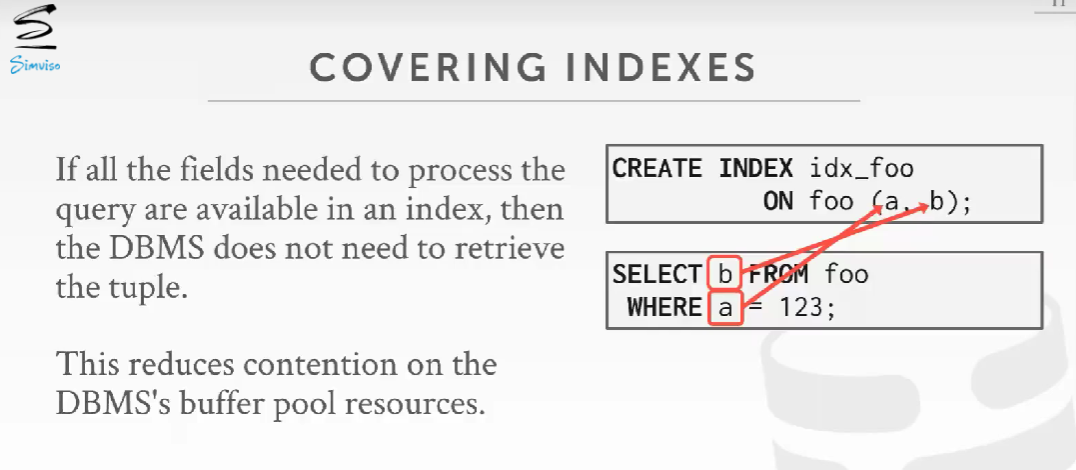 Simviso
COVERING INDEXES
If all the fields needed to process the
query are available in an index, then
the DBMS does not need to retrieve
the tuple.
This reduces contention on the
DBMS's buffer pool resources.
CREATE INDEX idx_foo
ON foo (a, b);
SELECT b FROM foo
WHERE a = 123;